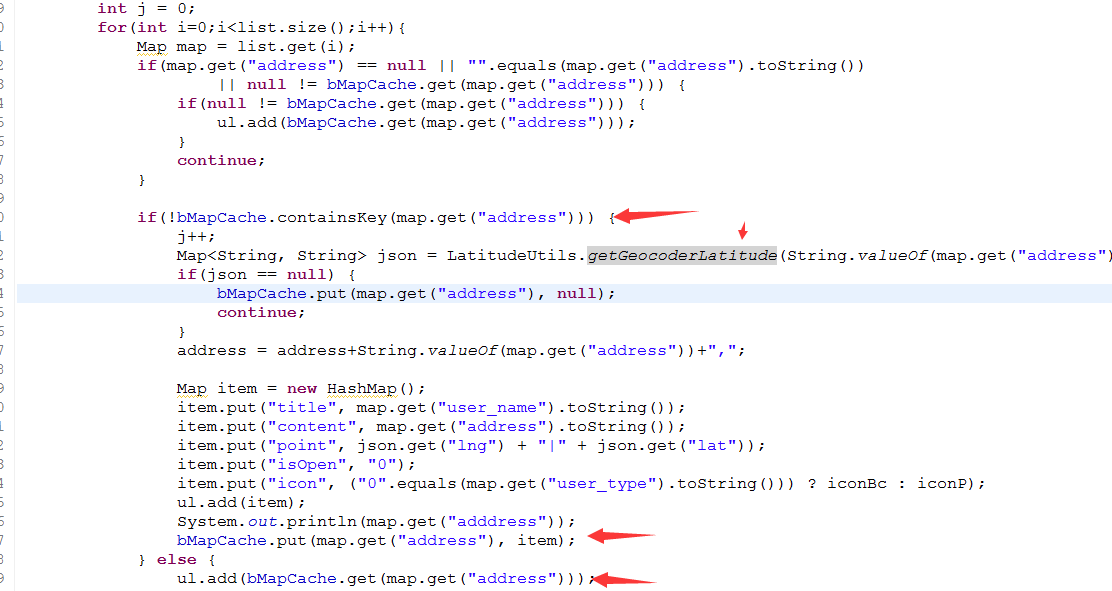 int j = 0;
for(int i=0;i<list.size();i++){
Map map = list.get(i);
if(map.get("address") == null || "".equals(map.get("address").toString())
|| null != bMapCache.get(map.get("address"))) {
if(null != bMapCache.get(map.get("address"))) {
ul.add(bMapCache.get(map.get("address")));
}
continue;
}
if(!bMapCache.containsKey(map.get("address"))) {
j++;
Map<String, String> json = LatitudeUtils.getGeocoderLatitude(String.valueOf(map.get("address")
if(json == null) {
bMapCache.put(map.get("address"), null);
continue;
}
address = address+String.valueOf(map.get("address"))+",";
Map item = new HashMap();
item.put("title", map.get("user_name").toString());
item.put("content", map.get("address").toString());
item.put("point", json.get("lng") + "|" + json.get("lat"));
item.put("isOpen", "0");
item.put("icon", ("0".equals(map.get("user_type").toString())) ? iconBc : iconP);
ul.add(item);
System.out.println(map.get("adddress"));
bMapCache.put(map.get("address"), item);
} else {
ul.add(bMapCache.get(map.get("address")));